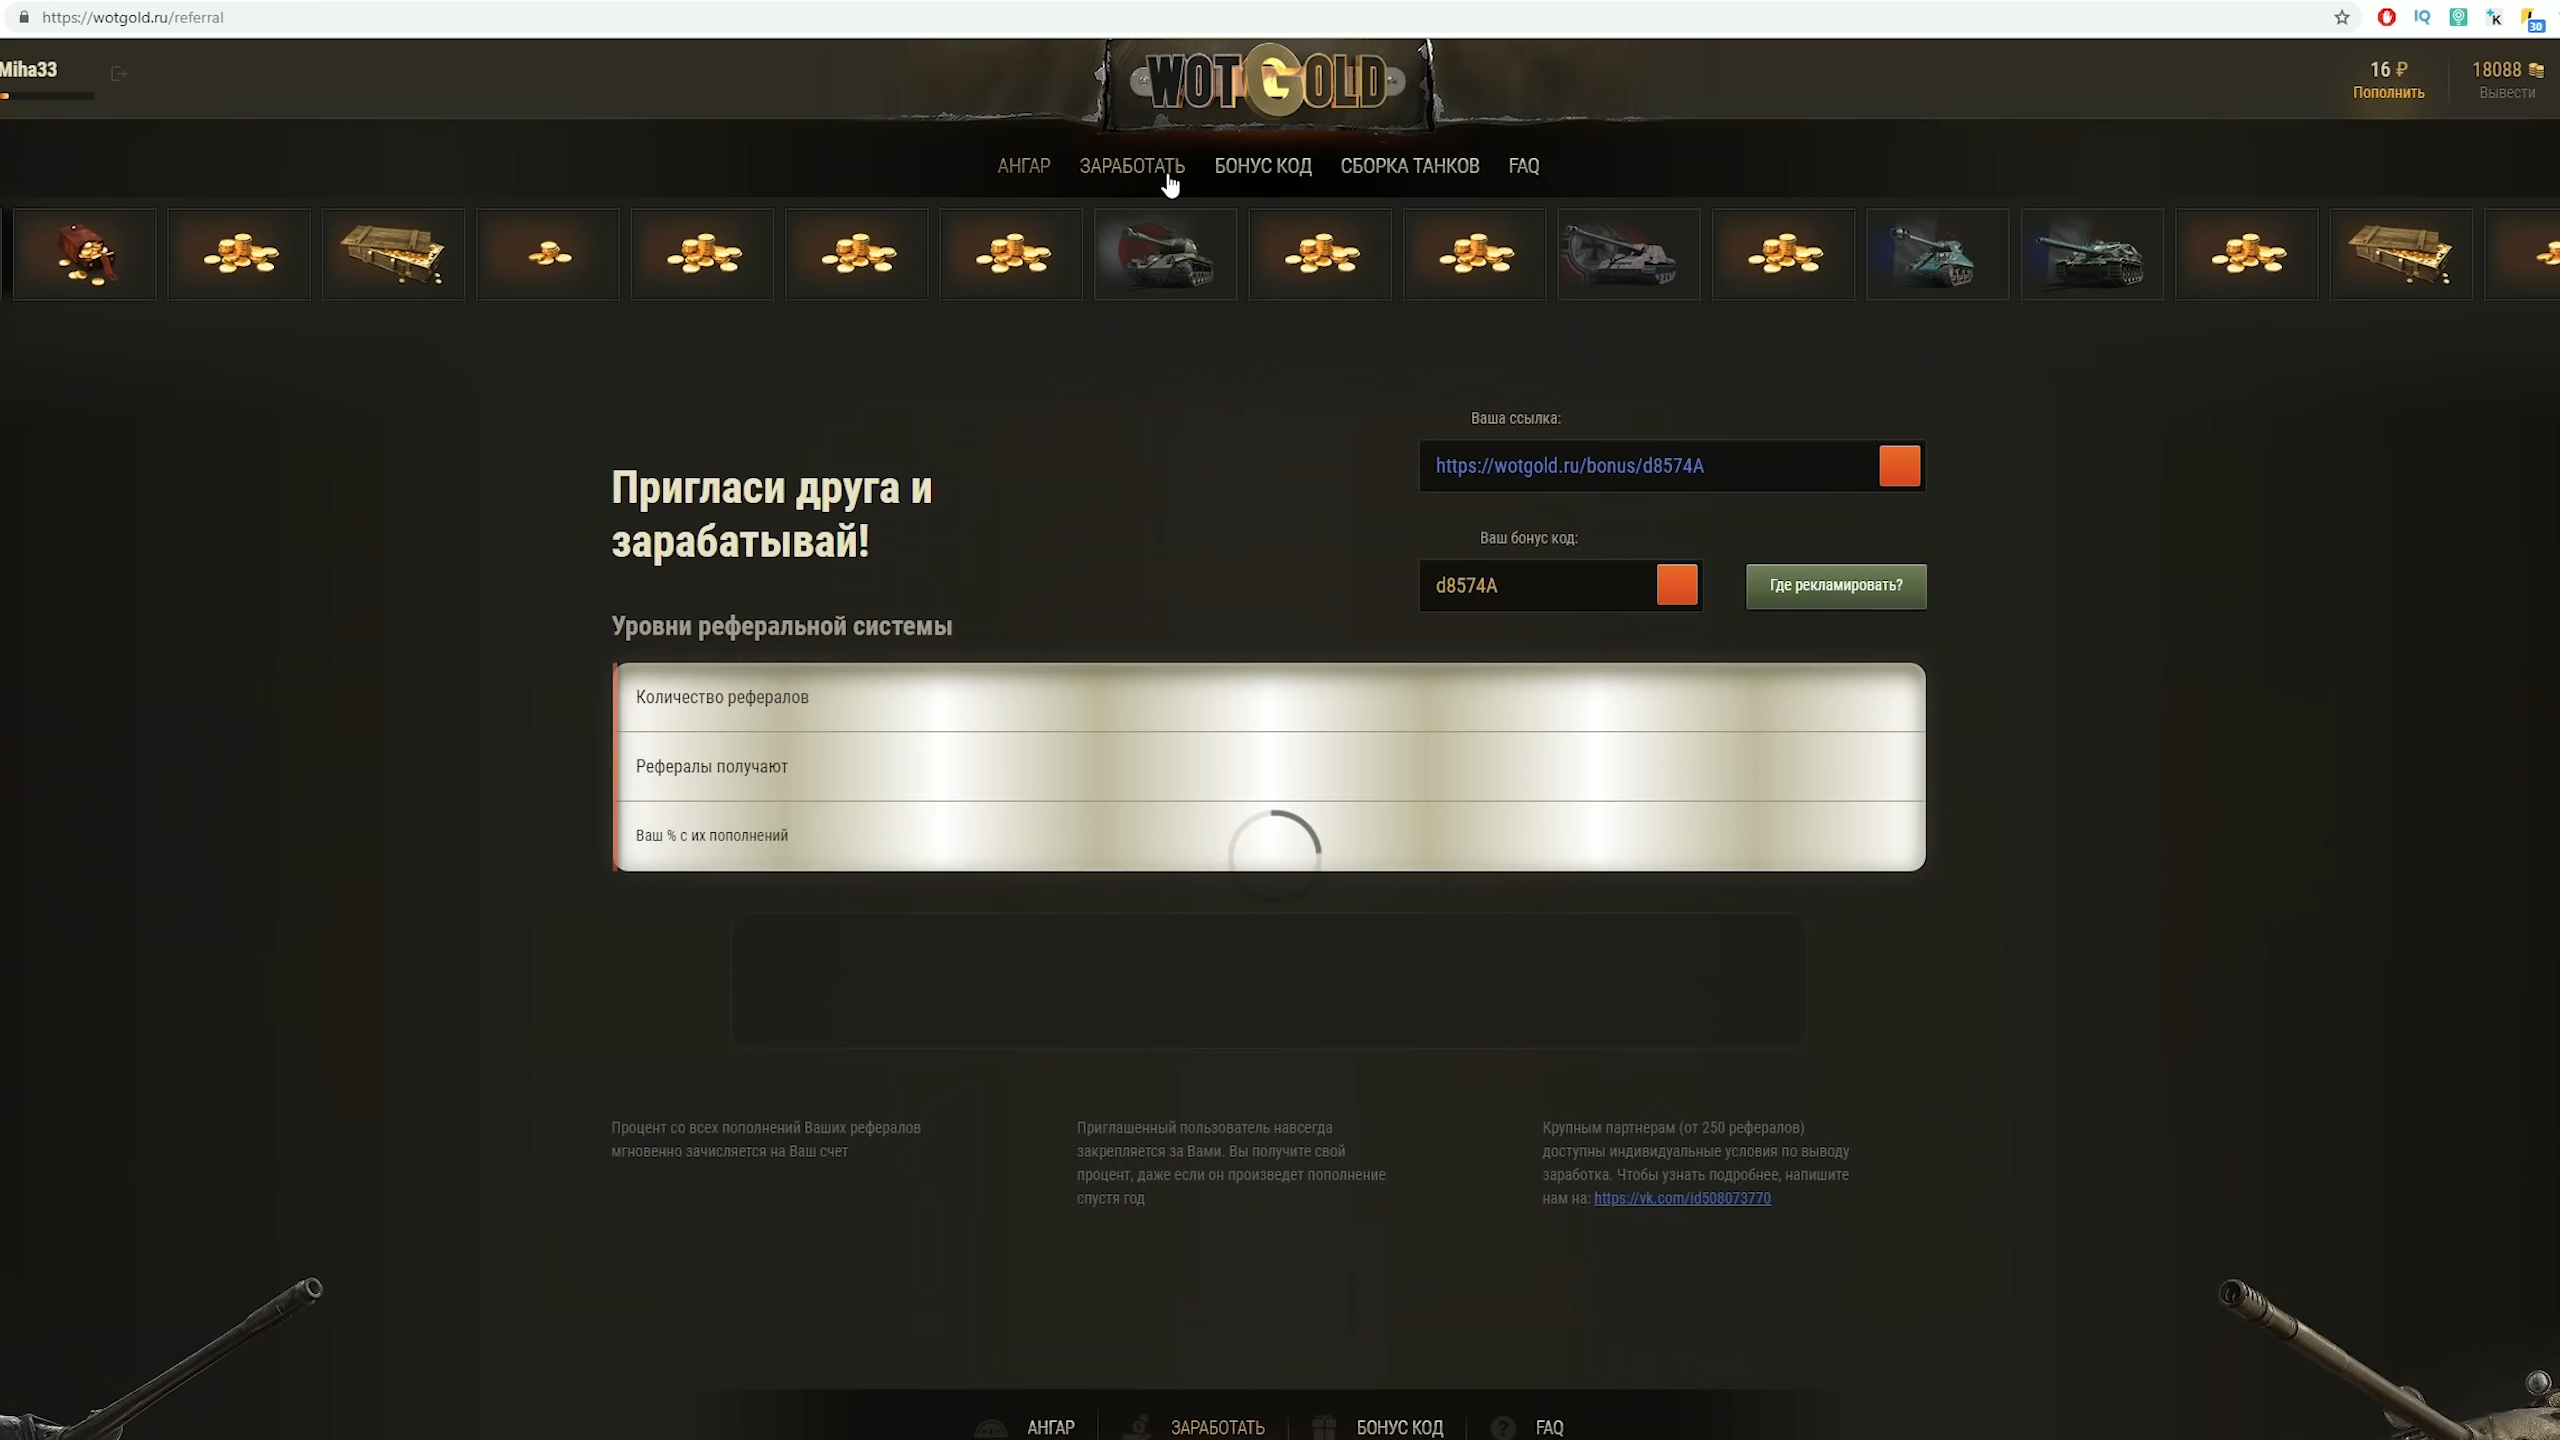 https://wotgold.ru/referral
IQ
K
30
Miha33
WOTGOLD
16 ₽
Пополнить
18088
Вывести
АНГАР
ЗАРАБОТАТЬ
БОНУС КОД
СБОРКА ТАНКОВ
FAQ
Ваша ссылка:
https://wotgold.ru/bonus/d8574A
Пригласи друга и
зарабатывай!
Ваш бонус код:
d8574A
Где рекламировать?
Уровни реферальной системы
Количество рефералов
Рефералы получают
Ваш % с их пополнений
Процент со всех пополнений Ваших рефералов
мгновенно зачисляется на Ваш счет
Приглашенный пользователь навсегда
закрепляется за Вами. Вы получите свой
процент, даже если он произведет пополнение
спустя год
Крупным партнерам (от 250 рефералов)
доступны индивидуальные условия по выводу
заработка. Чтобы узнать подробнее, напишите
нам на: https://vk.com/id508073770
АНГАР
ЗАРАБОТАТЬ
БОНУС КОД
? FAQ